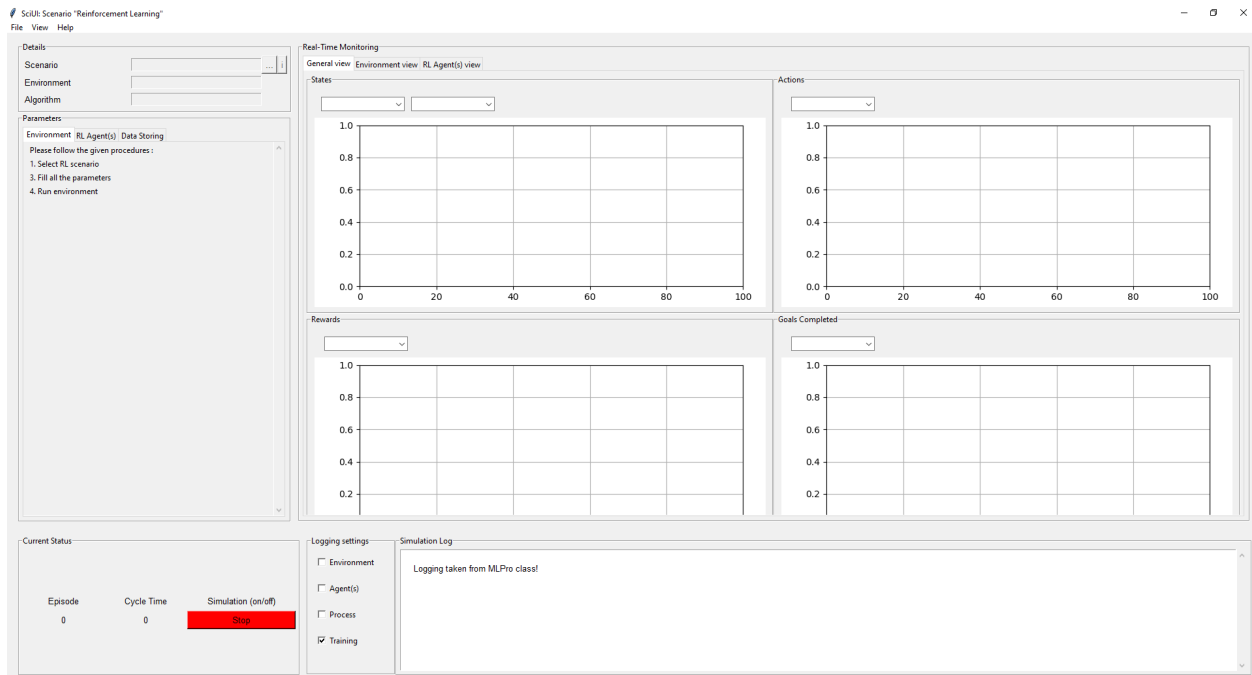 SciUI: Scenario "Reinforcement Learning"
File View Help
Details
Scenario
... i
Environment
Algorithm
Parameters
Environment RL Agent(s) Data Storing
Please follow the given procedures :
1. Select RL scenario
3. Fill all the parameters
4. Run environment
Real-Time Monitoring
General view Environment view RL Agent(s) view
States
1.0
0.8
0.6
0.4
0.2
0.0
0 20 40 60 80 100
Actions
1.0
0.8
0.6
0.4
0.2
0.0
0 20 40 60 80 100
Rewards
1.0
0.8
0.6
0.4
0.2
Goals Completed
1.0
0.8
0.6
0.4
0.2
Current Status
Episode Cycle Time Simulation (on/off)
0 0 Stop
Logging settings
Environment
Agent(s)
Process
Training
Simulation Log
Logging taken from MLPro class!